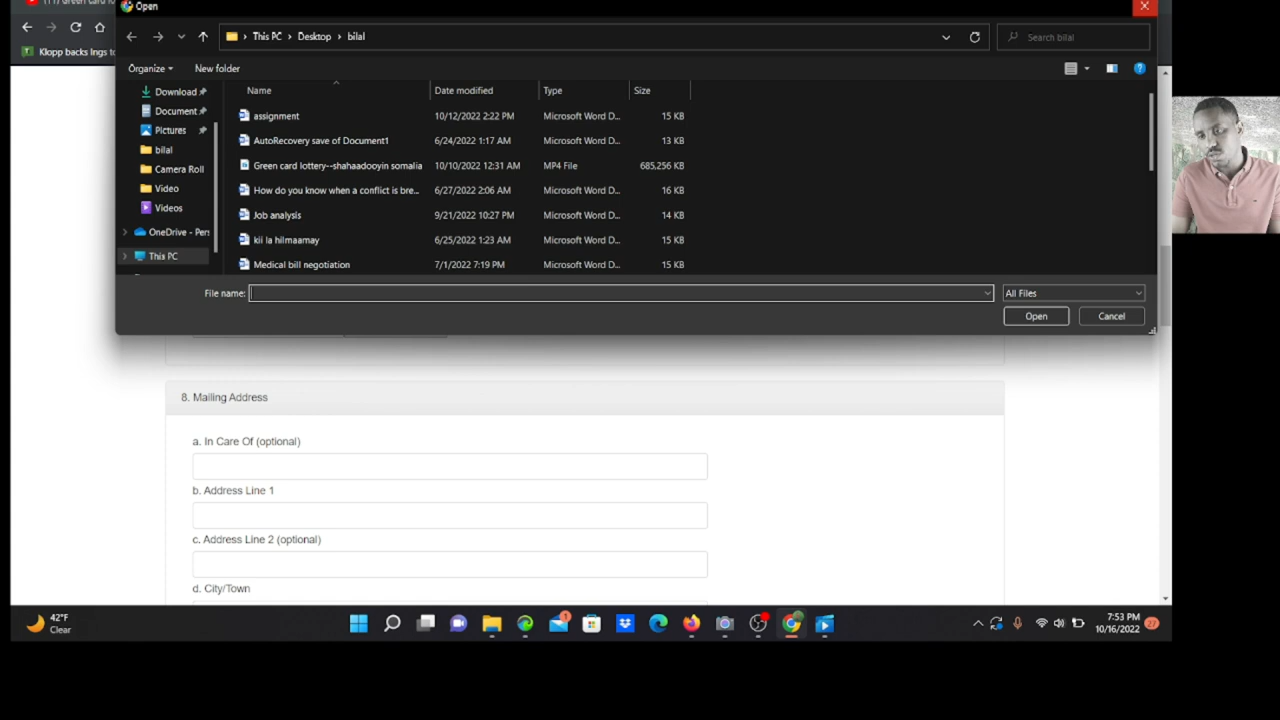 Open
This PC > Desktop > bilal
Search bilal
Klopp backs lngs to
Organize
New folder
Name
Date modified
Type
Size
Download
Document
Pictures
bilal
Camera Roll
Video
Videos
OneDrive - Pers
This PC
assignment 10/12/2022 2:22 PM Microsoft Word D... 15 KB
AutoRecovery save of Document1 6/24/2022 1:17 AM Microsoft Word D... 13 KB
Green card lottery--shahaadooyin somalia 10/10/2022 12:31 AM MP4 File 685,256 KB
How do you know when a conflict is bre... 6/27/2022 2:06 AM Microsoft Word D... 16 KB
Job analysis 9/21/2022 10:27 PM Microsoft Word D... 14 KB
kii la hilmaamay 6/25/2022 1:23 AM Microsoft Word D... 15 KB
Medical bill negotiation 7/1/2022 7:19 PM Microsoft Word D... 15 KB
File name:
All Files
Open
Cancel
8. Mailing Address
a. In Care Of (optional)
b. Address Line 1
c. Address Line 2 (optional)
d. City/Town
42°F
Clear
1
7:53 PM
10/16/2022
27